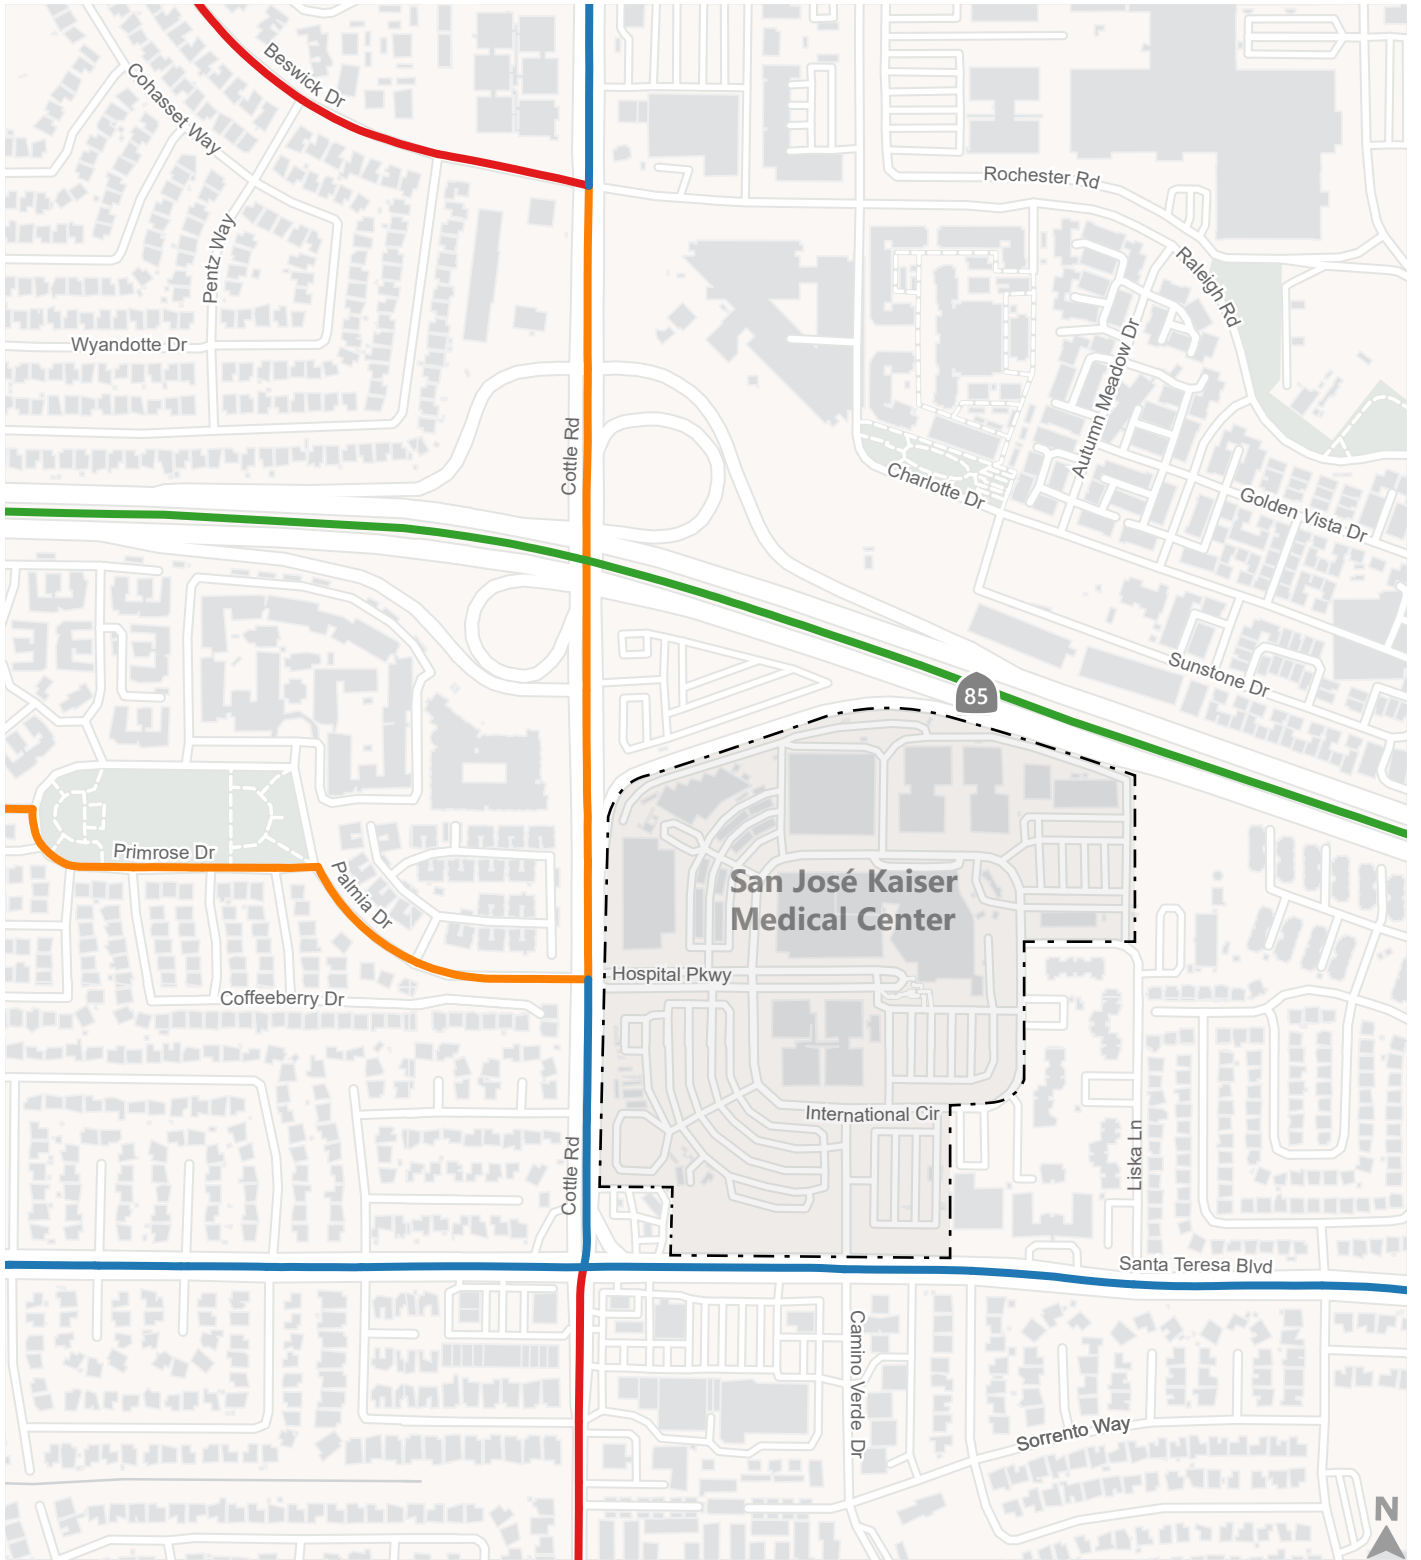 Beswick Dr
Cohasset Way
Rochester Rd
Pentz Way
Raleigh Rd
Wyandotte Dr
Autumn Meadow Dr
Cottle Rd
Charlotte Dr
Golden Vista Dr
Sunstone Dr
85
Primrose Dr
Palmia Dr
San José Kaiser
Medical Center
Hospital Pkwy
Coffeeberry Dr
International Cir
Cottle Rd
Liska Ln
Santa Teresa Blvd
Camino Verde Dr
Sorrento Way
N